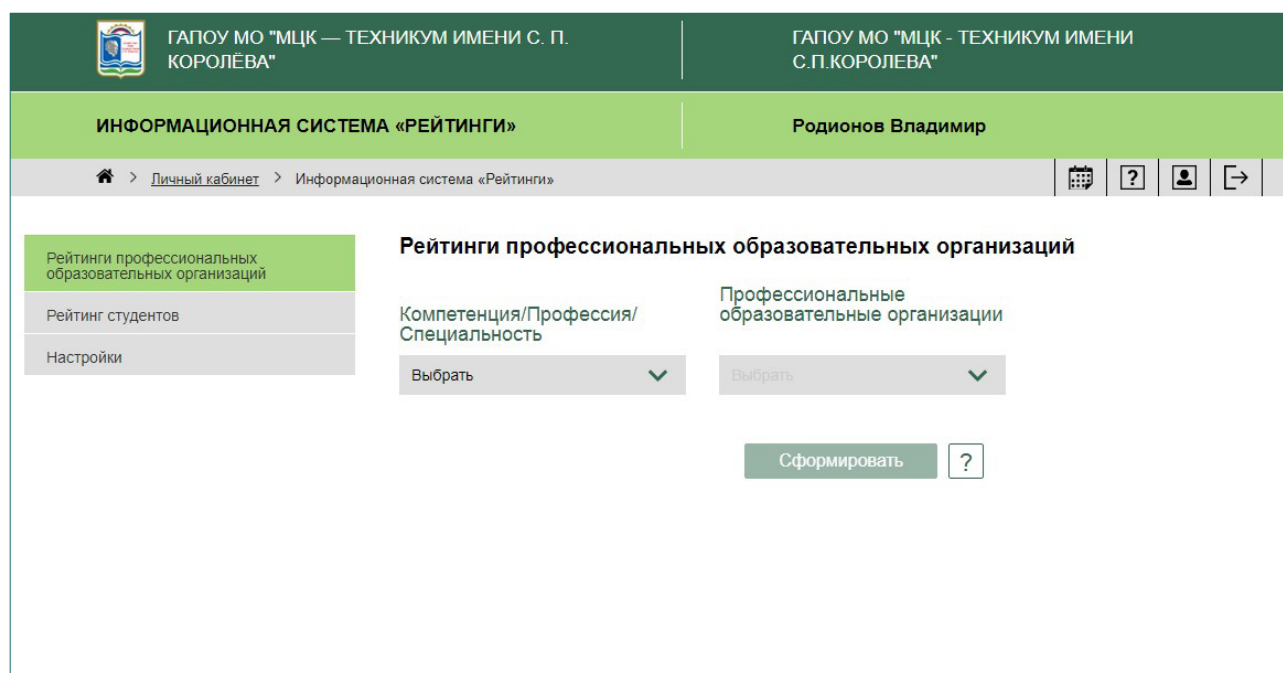 ГАПОУ МО "МЦК — ТЕХНИКУМ ИМЕНИ С. П.
КОРОЛЁВА"
ГАПОУ МО "МЦК - ТЕХНИКУМ ИМЕНИ
С.П.КОРОЛЕВА"
ИНФОРМАЦИОННАЯ СИСТЕМА «РЕЙТИНГИ»
Родионов Владимир
> Личный кабинет > Информационная система «Рейтинги»
?
Рейтинги профессиональных
образовательных организаций
Рейтинг студентов
Настройки
Рейтинги профессиональных образовательных организаций
Компетенция/Профессия/
Специальность
Выбрать
Профессиональные
образовательные организации
Выбрать
Сформировать
?